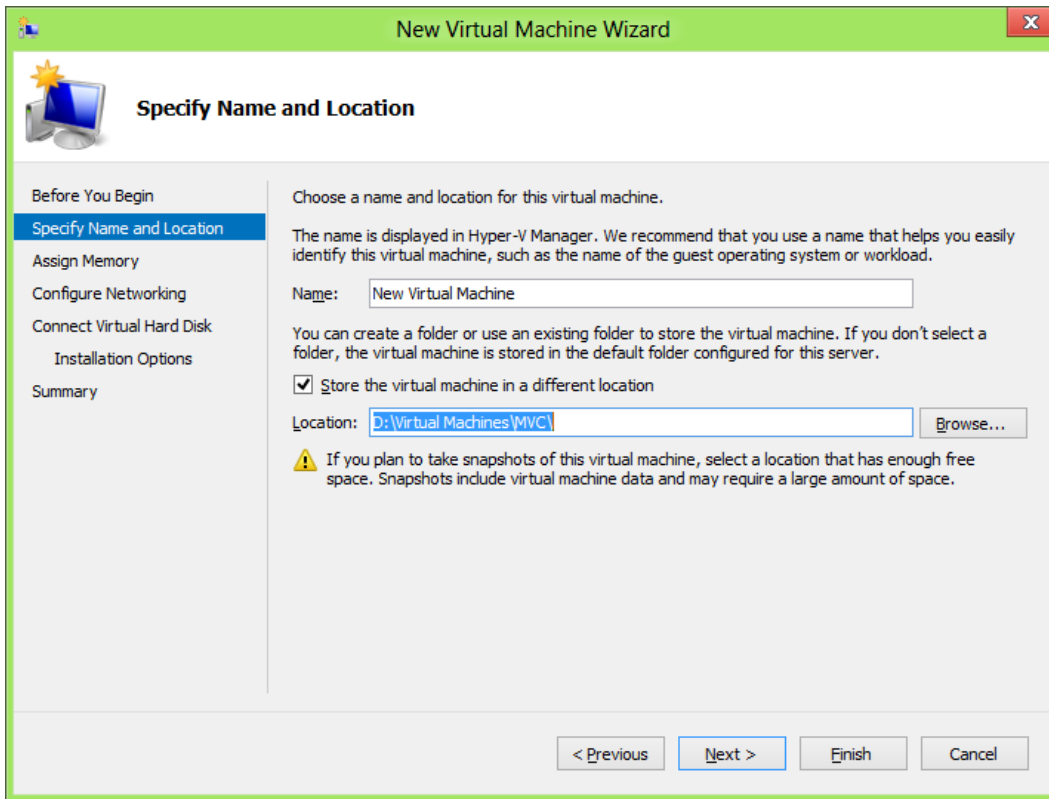 New Virtual Machine Wizard
x
Specify Name and Location
Before You Begin
Specify Name and Location
Assign Memory
Configure Networking
Connect Virtual Hard Disk
Installation Options
Summary
Choose a name and location for this virtual machine.
The name is displayed in Hyper-V Manager. We recommend that you use a name that helps you easily
identify this virtual machine, such as the name of the guest operating system or workload.
Name: New Virtual Machine
You can create a folder or use an existing folder to store the virtual machine. If you don't select a
folder, the virtual machine is stored in the default folder configured for this server.
Store the virtual machine in a different location
Location: D:\Virtual Machines\MVC\ Browse...
If you plan to take snapshots of this virtual machine, select a location that has enough free
space. Snapshots include virtual machine data and may require a large amount of space.
< Previous Next > Finish Cancel